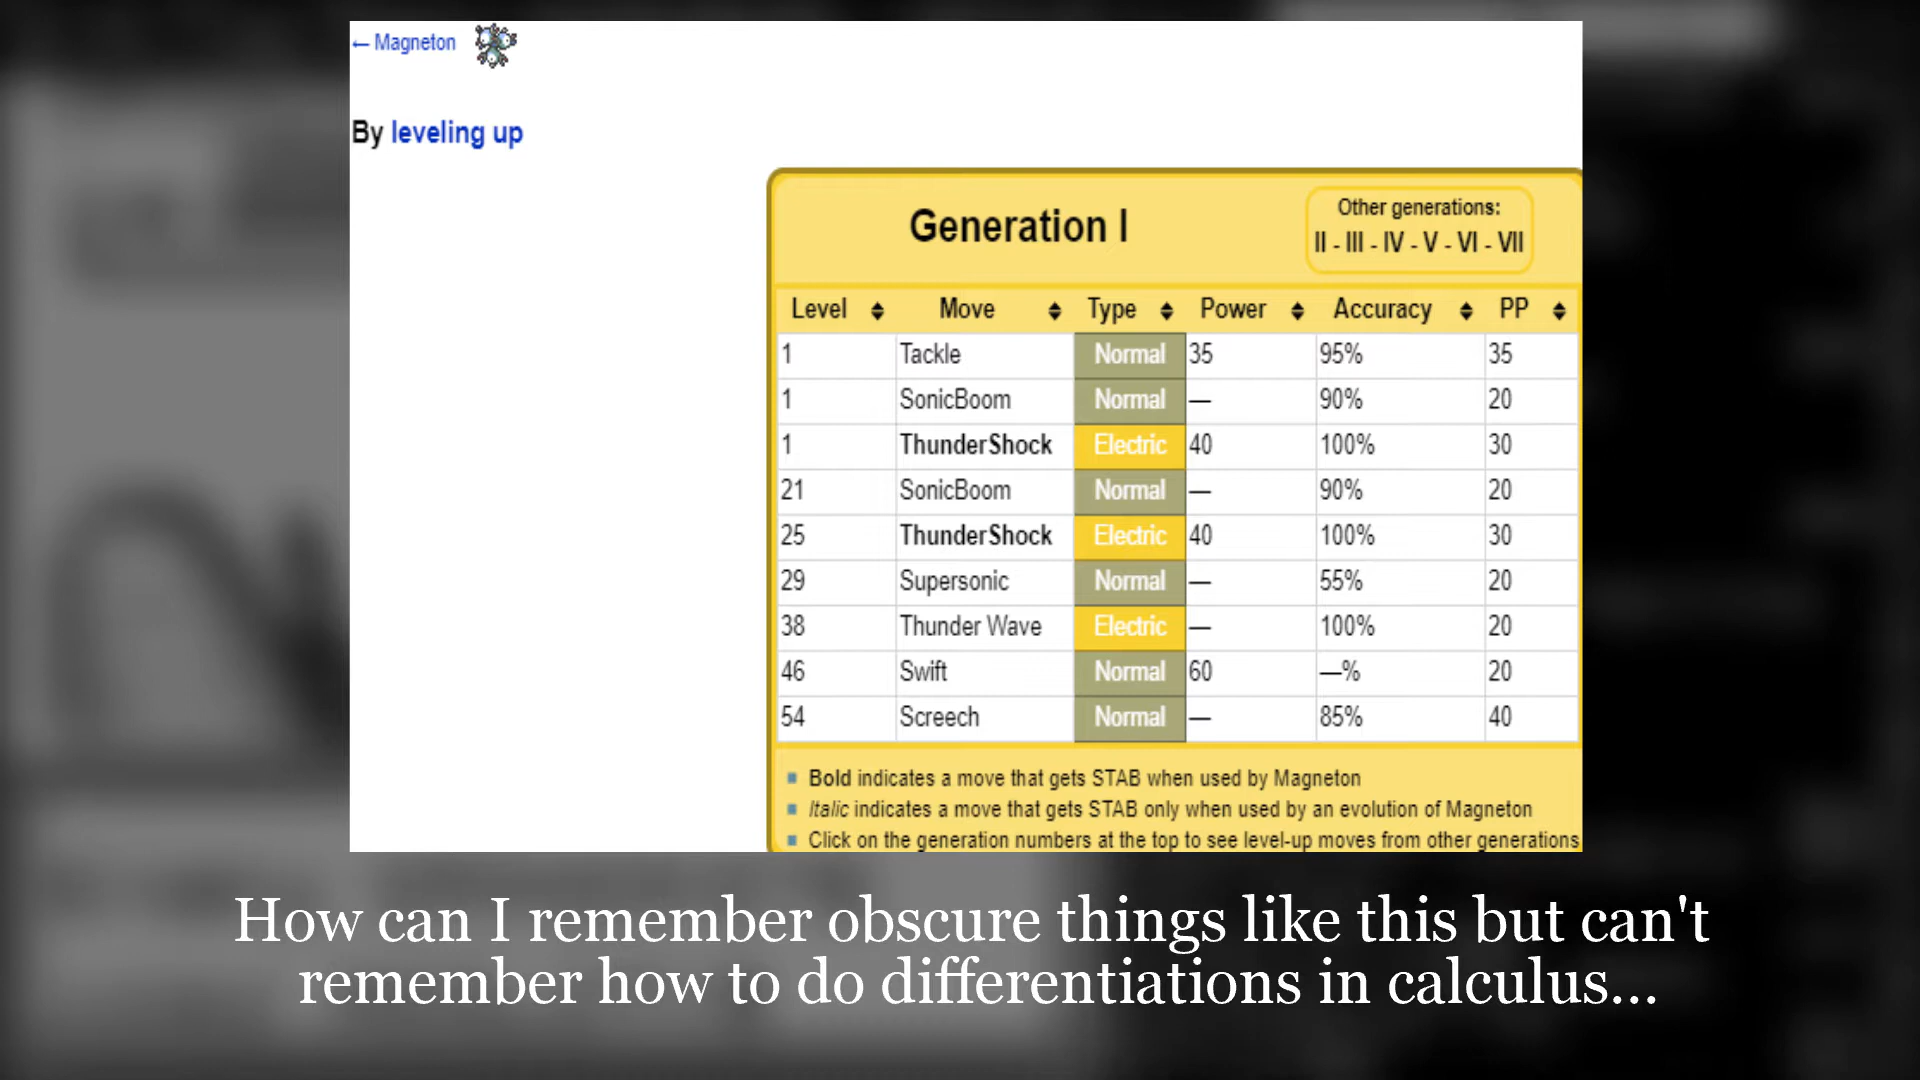 ← Magneton
By leveling up
Generation I
Other generations:
II - III - IV - V - VI - VII
Level Move Type Power Accuracy PP
1 Tackle Normal 35 95% 35
1 SonicBoom Normal — 90% 20
1 ThunderShock Electric 40 100% 30
21 SonicBoom Normal — 90% 20
25 ThunderShock Electric 40 100% 30
29 Supersonic Normal — 55% 20
38 Thunder Wave Electric — 100% 20
46 Swift Normal 60 —% 20
54 Screech Normal — 85% 40
Bold indicates a move that gets STAB when used by Magneton
Italic indicates a move that gets STAB only when used by an evolution of Magneton
Click on the generation numbers at the top to see level-up moves from other generations
How can I remember obscure things like this but can't
remember how to do differentiations in calculus...